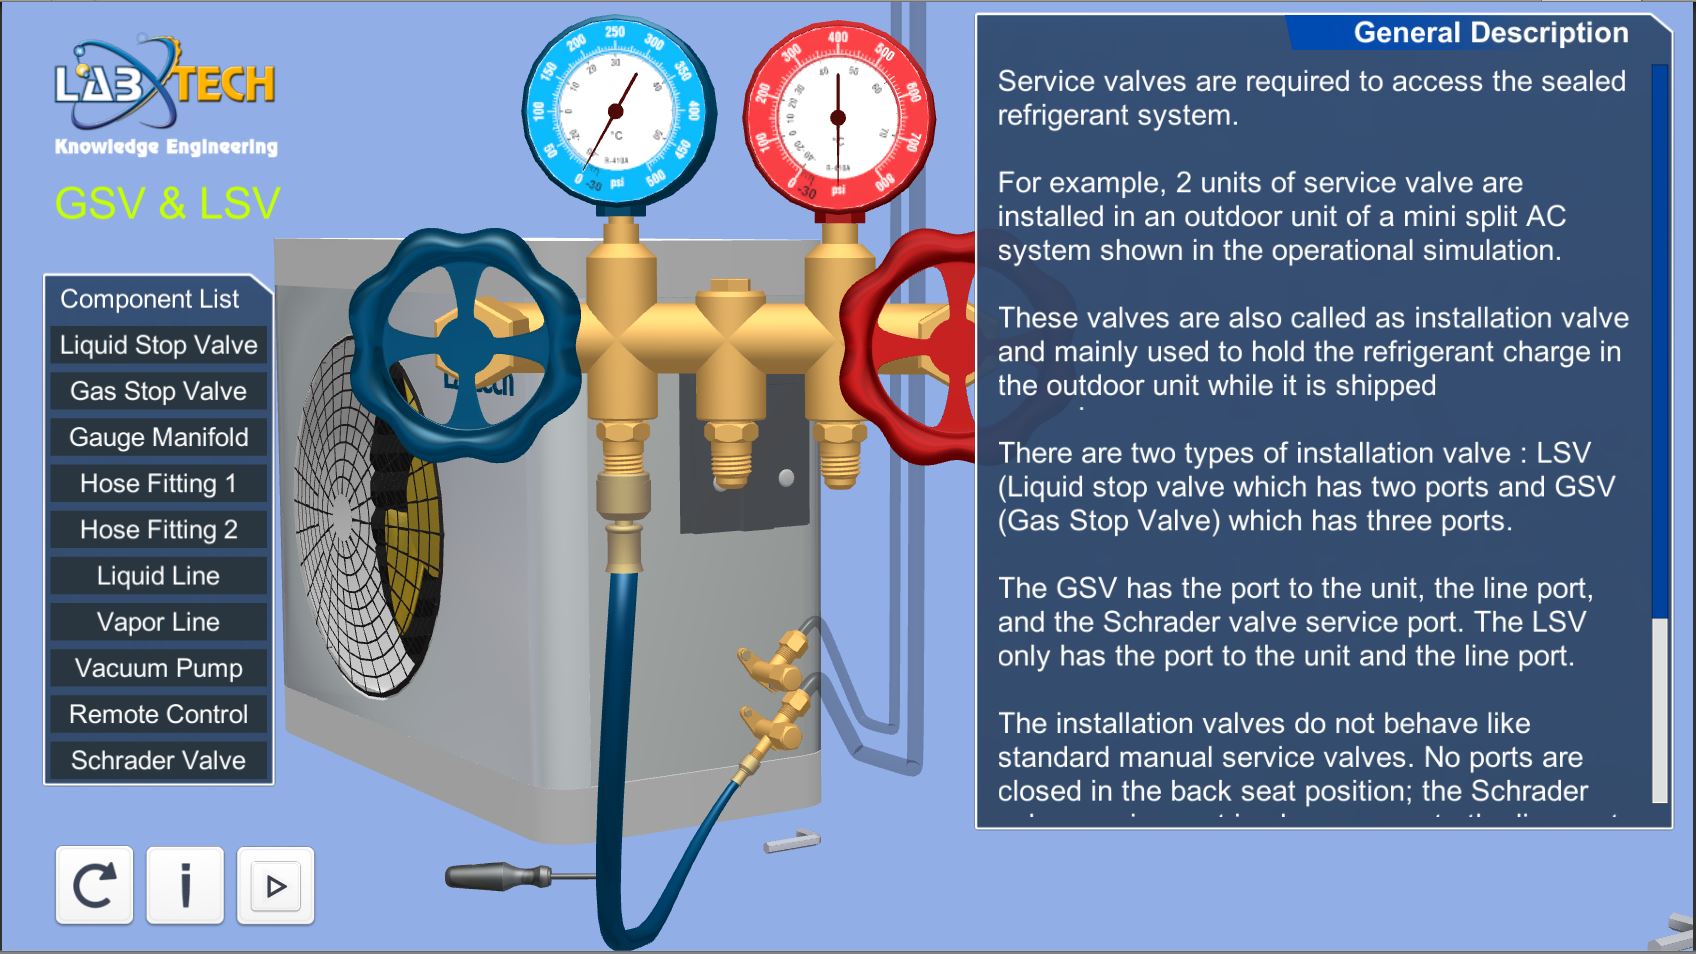 LABTECH
Knowledge Engineering
GSV & LSV
Component List
Liquid Stop Valve
Gas Stop Valve
Gauge Manifold
Hose Fitting 1
Hose Fitting 2
Liquid Line
Vapor Line
Vacuum Pump
Remote Control
Schrader Valve
-30 0 50 100 150 200 250 300 350 400 450 500
°C
R-410A
psi
-30 0 100 200 300 400 500 600 700 800
°C
R-410A
psi
General Description
Service valves are required to access the sealed
refrigerant system.
For example, 2 units of service valve are
installed in an outdoor unit of a mini split AC
system shown in the operational simulation.
These valves are also called as installation valve
and mainly used to hold the refrigerant charge in
the outdoor unit while it is shipped
.
There are two types of installation valve : LSV
(Liquid stop valve which has two ports and GSV
(Gas Stop Valve) which has three ports.
The GSV has the port to the unit, the line port,
and the Schrader valve service port. The LSV
only has the port to the unit and the line port.
The installation valves do not behave like
standard manual service valves. No ports are
closed in the back seat position; the Schrader